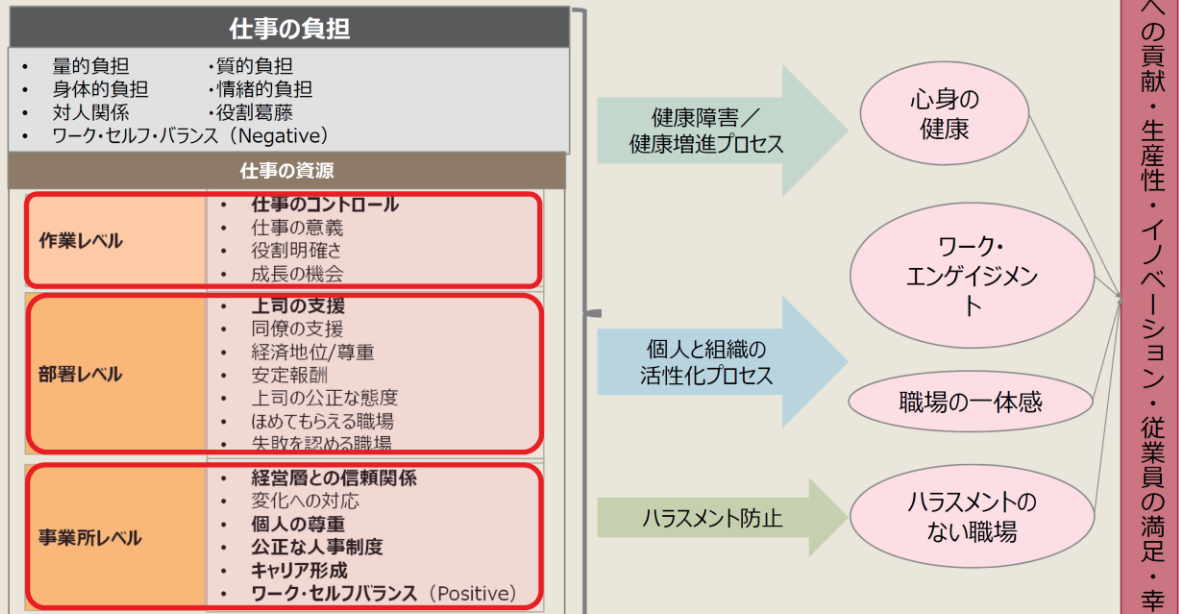 仕事の負担
• 量的負担 ・質的負担
• 身体的負担 ・情緒的負担
• 対人関係 ・役割葛藤
• ワーク・セルフ・バランス（Negative）
仕事の資源
作業レベル
• 仕事のコントロール
• 仕事の意義
• 役割明確さ
• 成長の機会
部署レベル
• 上司の支援
• 同僚の支援
• 経済地位/尊重
• 安定報酬
• 上司の公正な態度
• ほめてもらえる職場
• 失敗を認める職場
事業所レベル
• 経営層との信頼関係
• 変化への対応
• 個人の尊重
• 公正な人事制度
• キャリア形成
• ワーク・セルフバランス（Positive）
健康障害／
健康増進プロセス
個人と組織の
活性化プロセス
ハラスメント防止
心身の
健康
ワーク・
エンゲイジメン
ト
職場の一体感
ハラスメントの
ない職場
への貢献・生産性・イノベーション・従業員の満足・幸